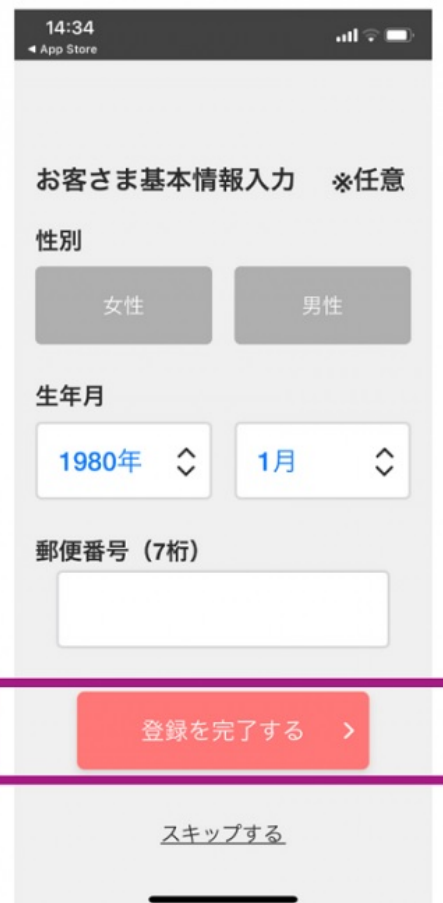 14:34
◀ App Store
お客さま基本情報入力　※任意
性別
女性　男性
生年月
1980年　1月
郵便番号（7桁）
登録を完了する
スキップする